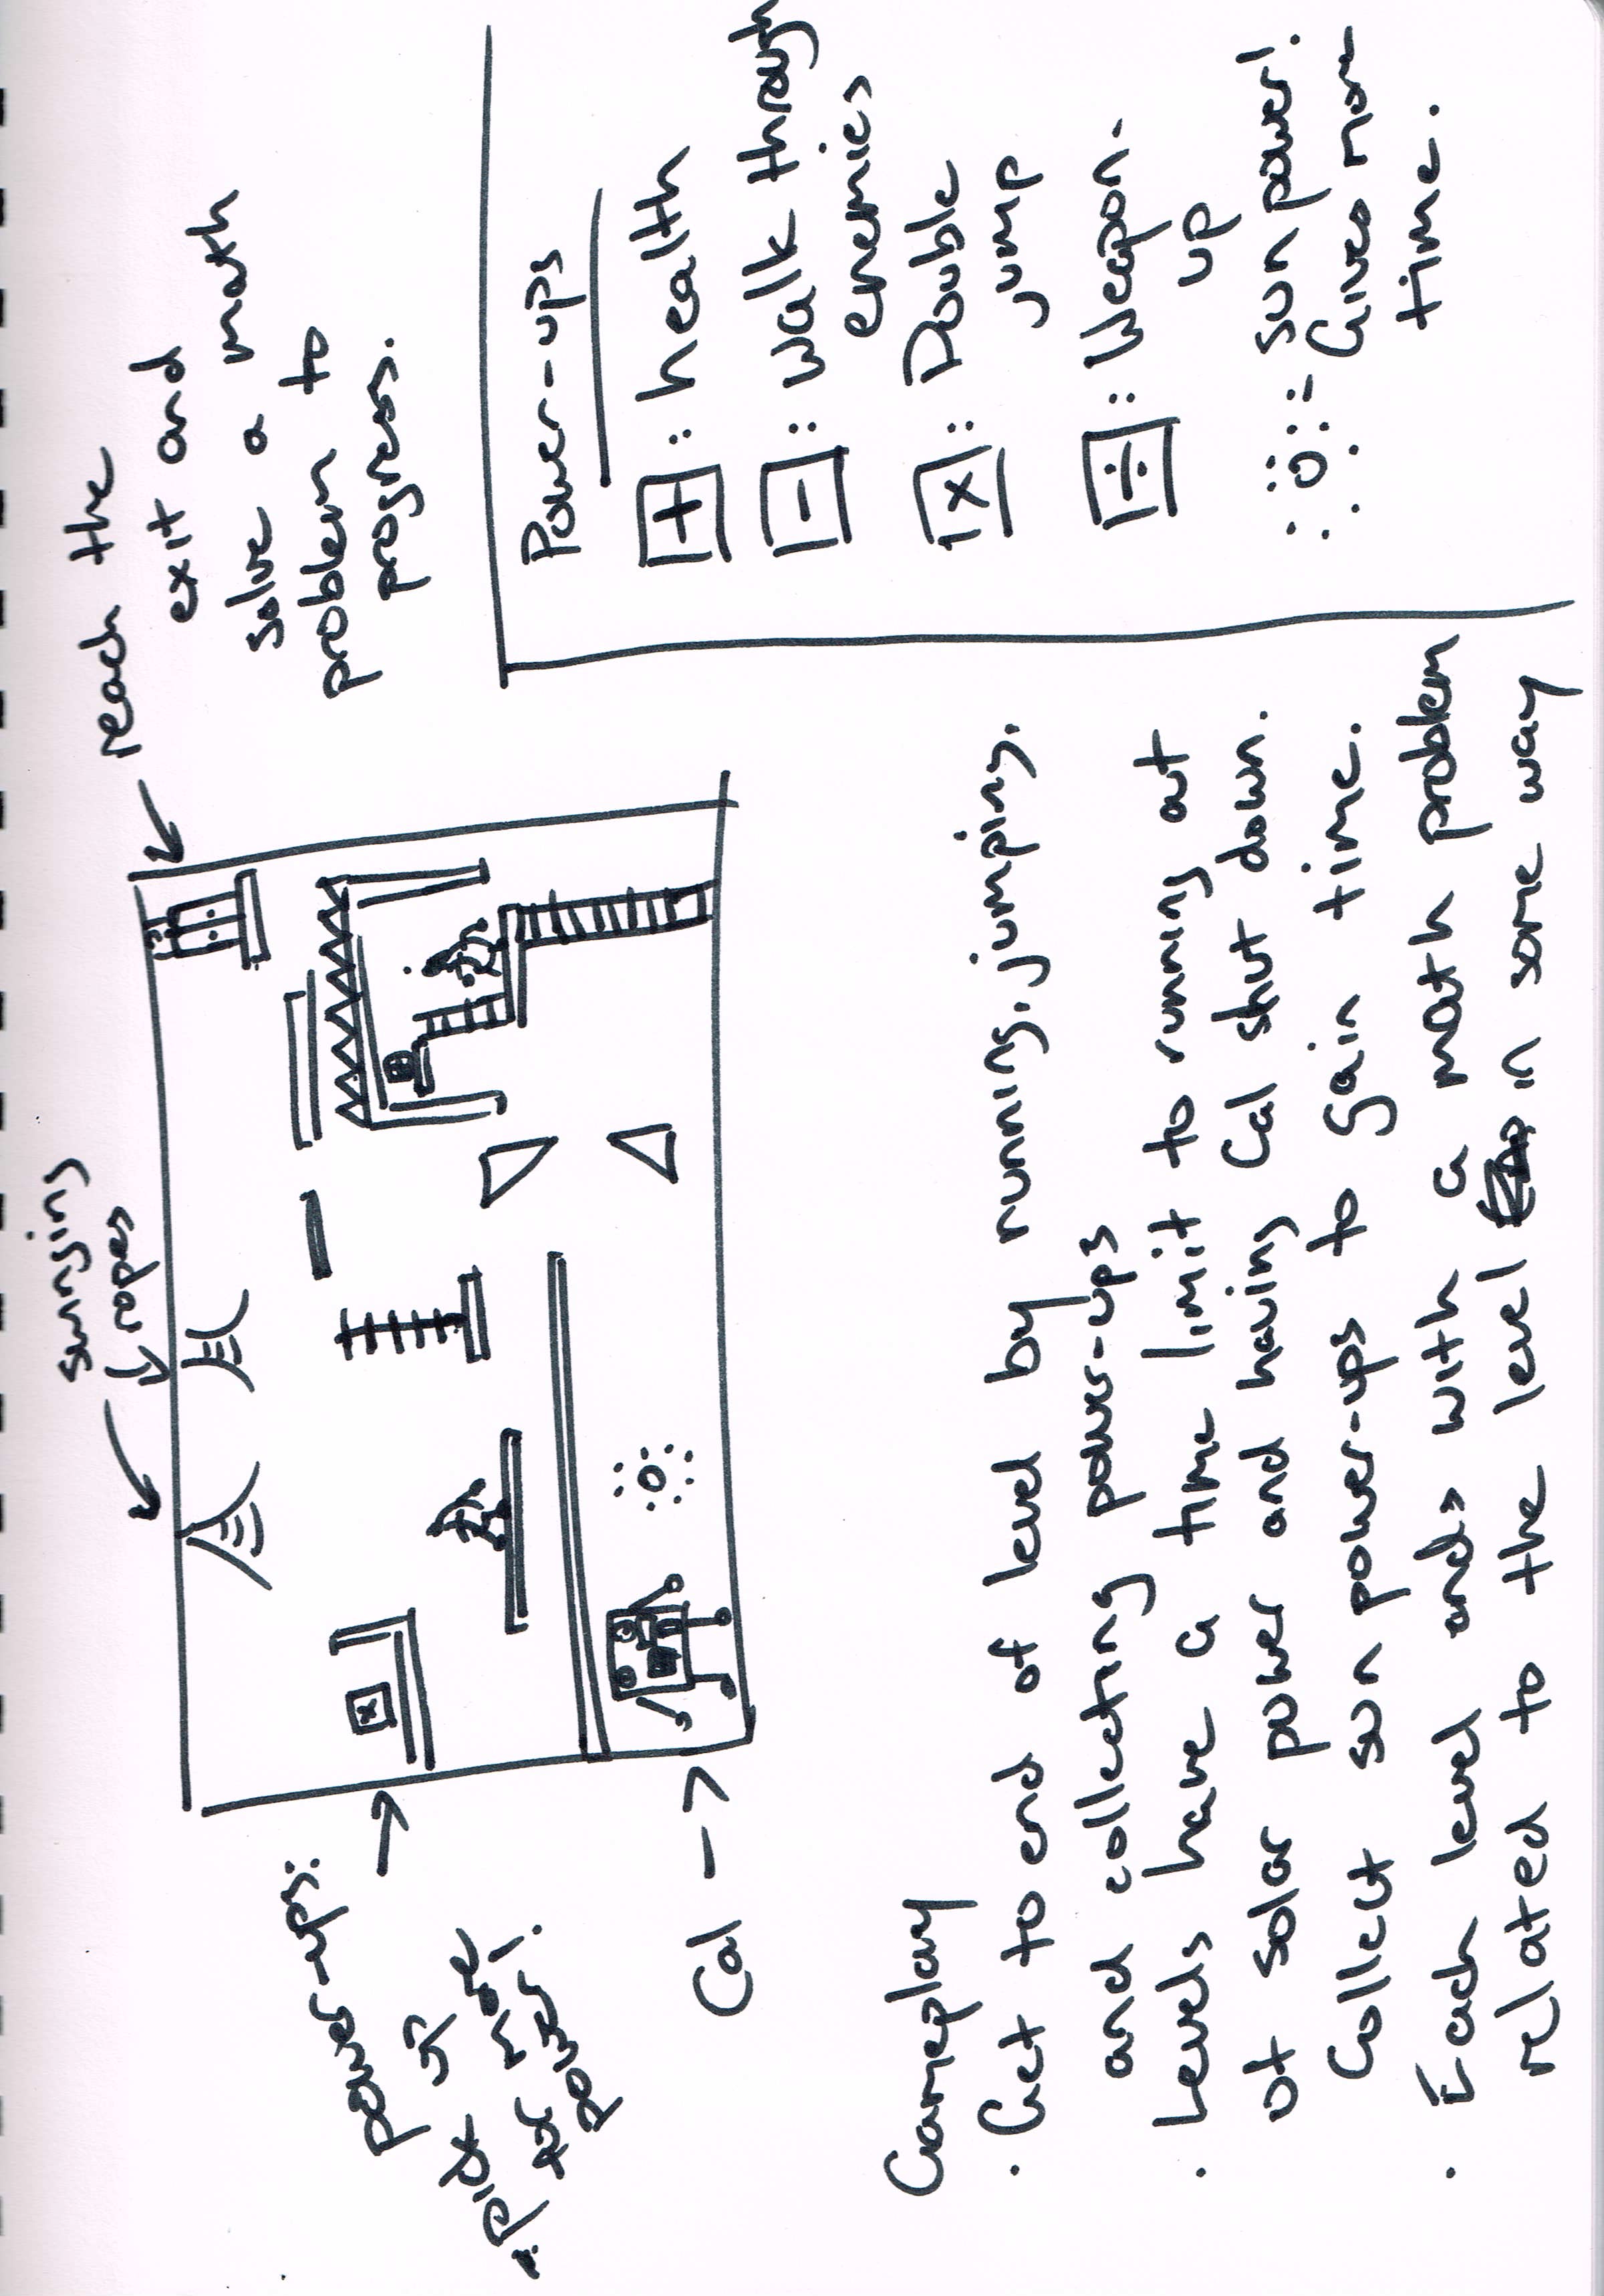 swinging
ropes
reach the
exit and
solve a math
problem to
progress.
power-ups:
pick up
for more
power!
x
Cal →
Power-ups
+ : health
- : walk through
enemies
x : Double
jump
÷ : Weapon-
up
: sun power!
Gives more
time.
Gameplay
· Get to end of level by running, jumping,
and collecting power-ups
· Levels have a time limit to running at
ot solar power and having Cal shut down.
Collect sun power-ups to gain time.
· Each level ends with a math problem
related to the level in some way